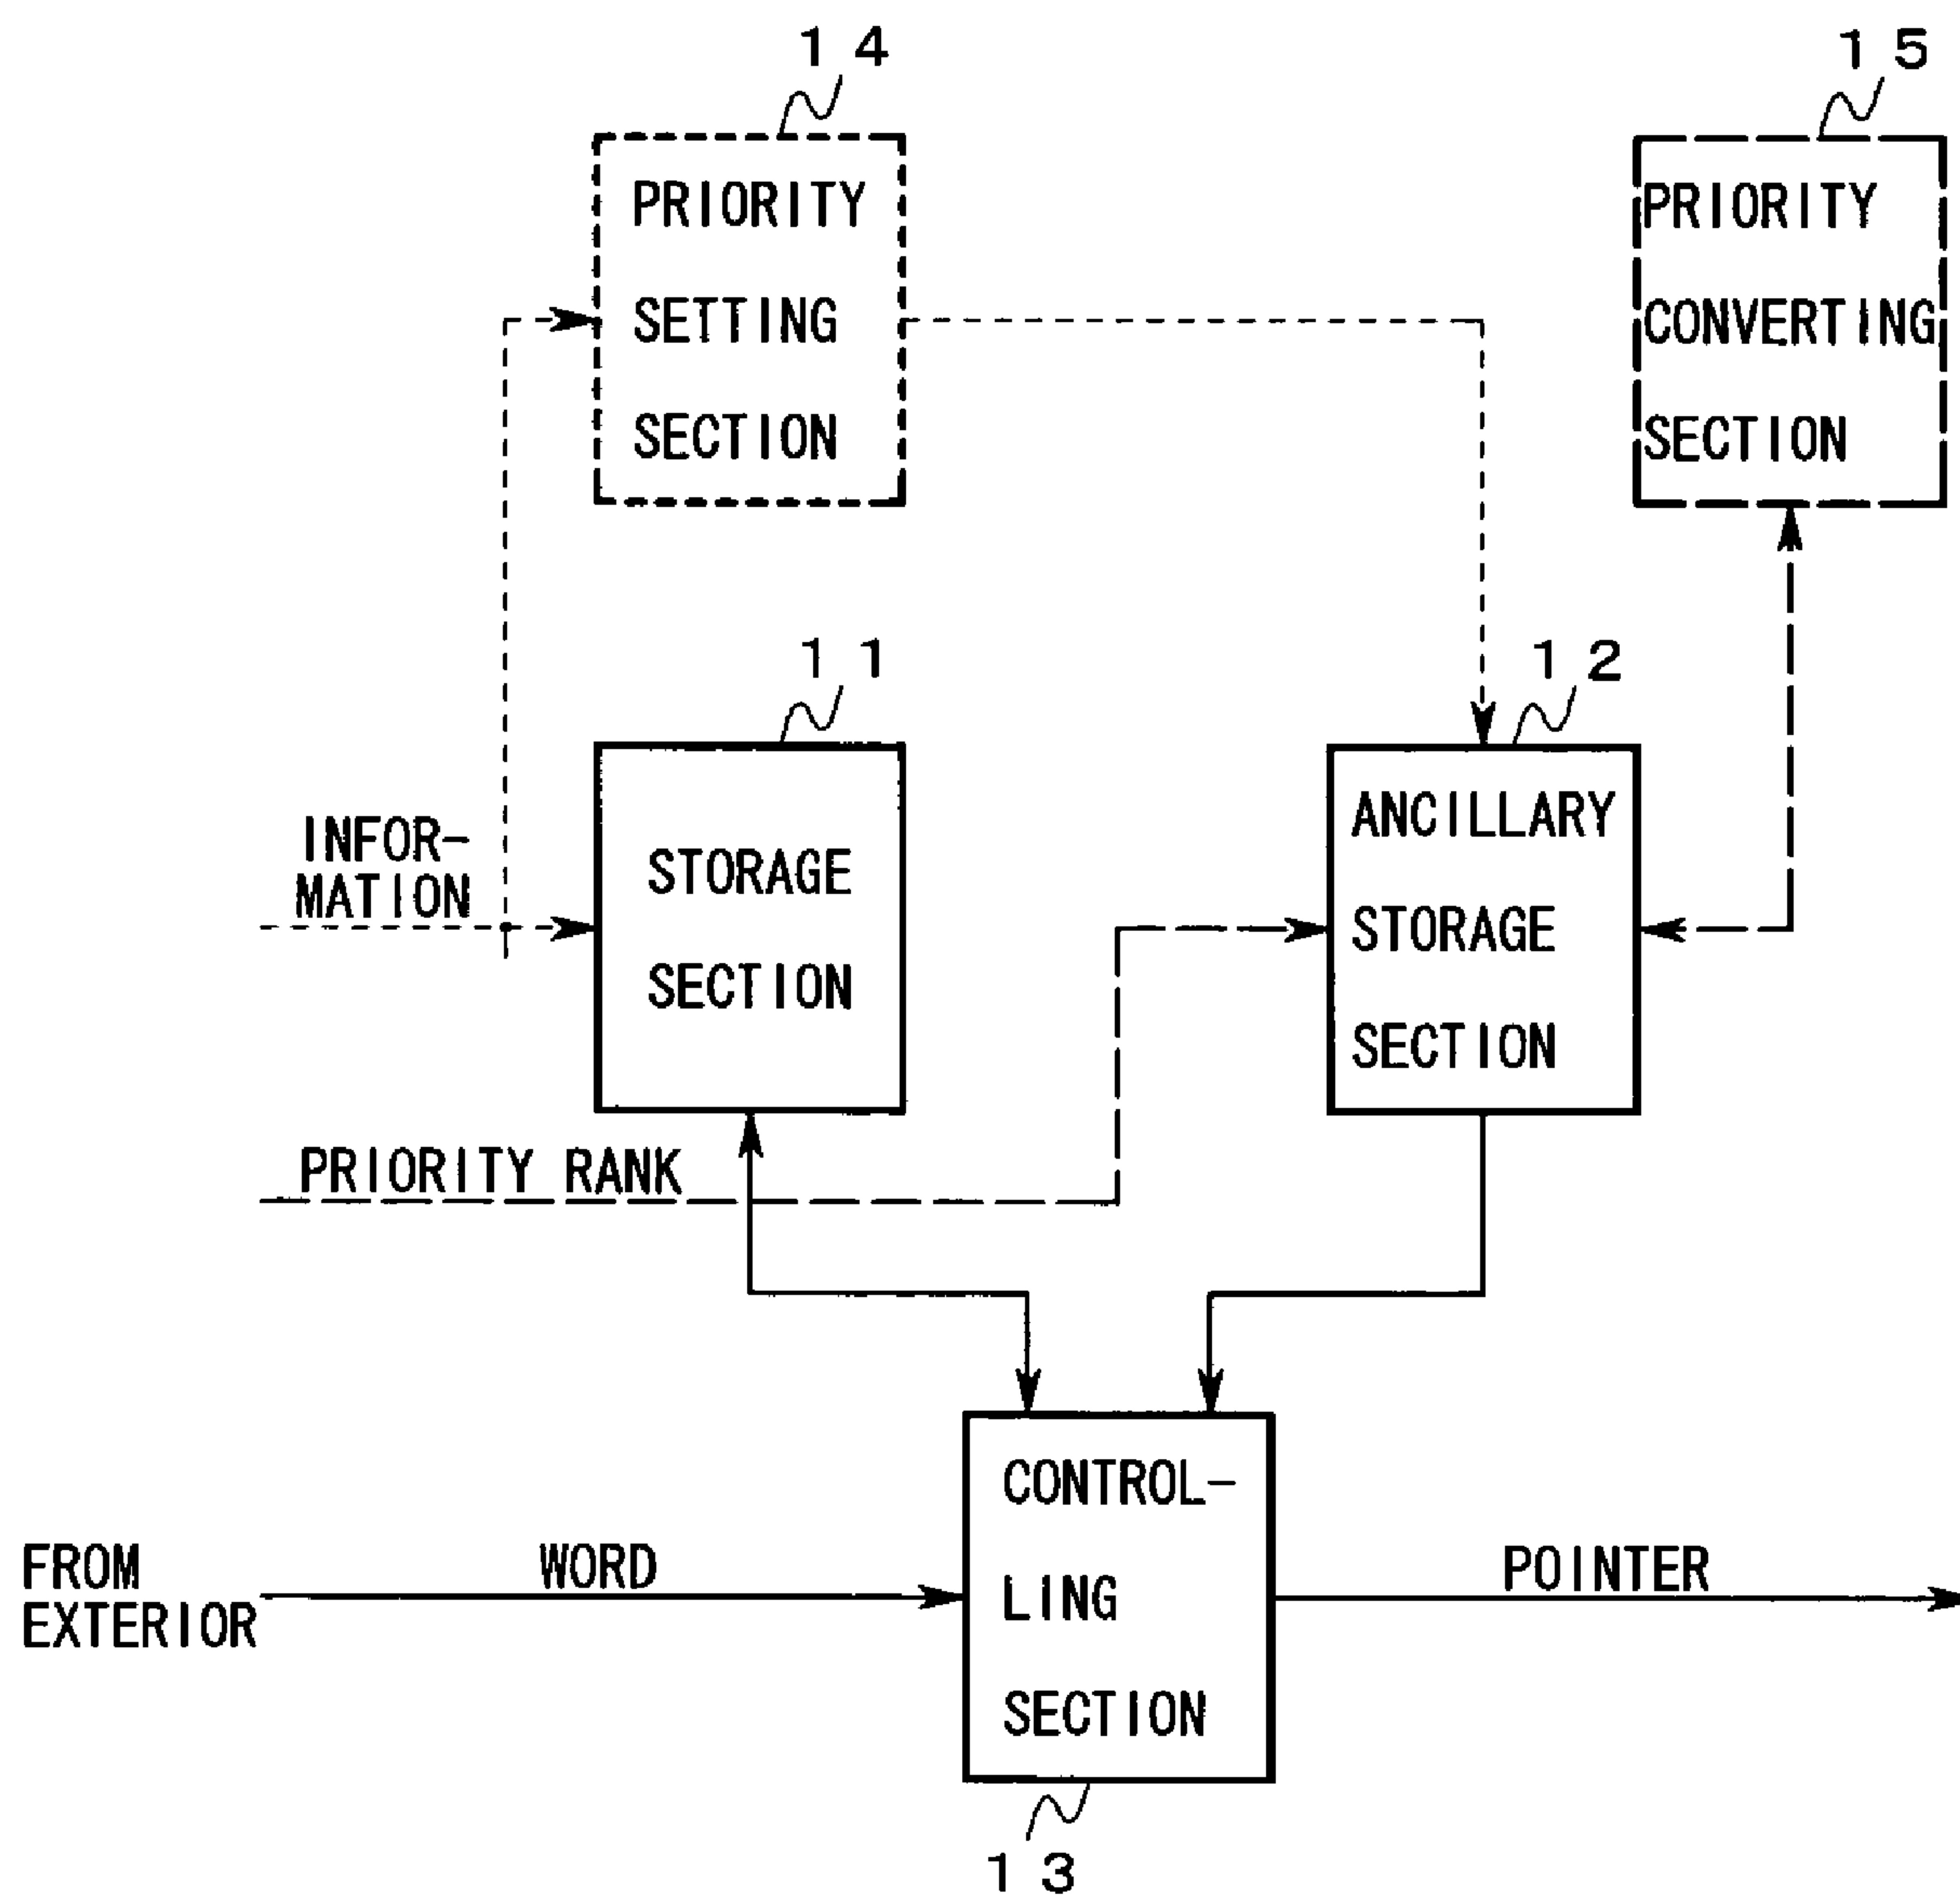 14
15
PRIORITY
SETTING
SECTION
PRIORITY
CONVERTING
SECTION
11
12
INFOR-
MATION
STORAGE
SECTION
ANCILLARY
STORAGE
SECTION
PRIORITY RANK
CONTROL-
LING
SECTION
FROM
EXTERIOR
WORD
POINTER
13